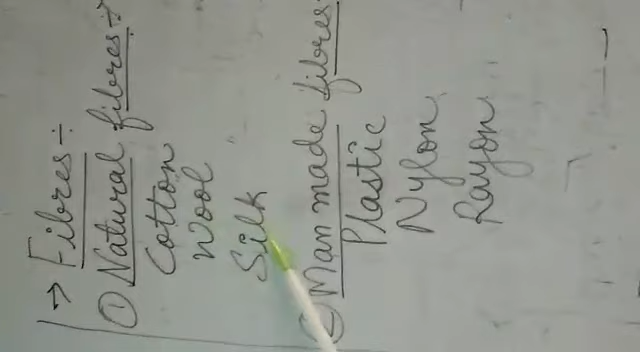 → Fibres:-
① Natural fibres:-
Cotton
Wool
Silk
② Man made fibres:-
Plastic
Nylon
Rayon